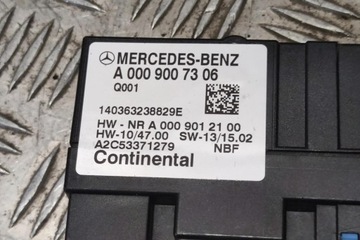 MERCEDES-BENZ
A 000 900 73 06
Q001
140363238829E
HW - NR A 000 901 21 00
HW-10/47.00 SW-13/15.02
A2C53371279 NBF
Continental